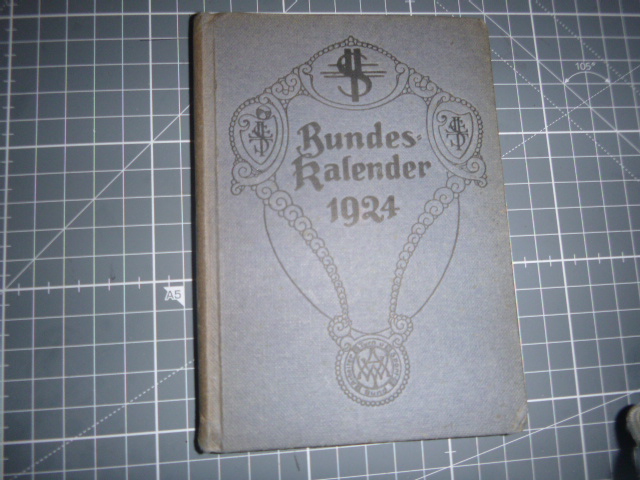 Bundes-
Kalender
1924
105°
A5